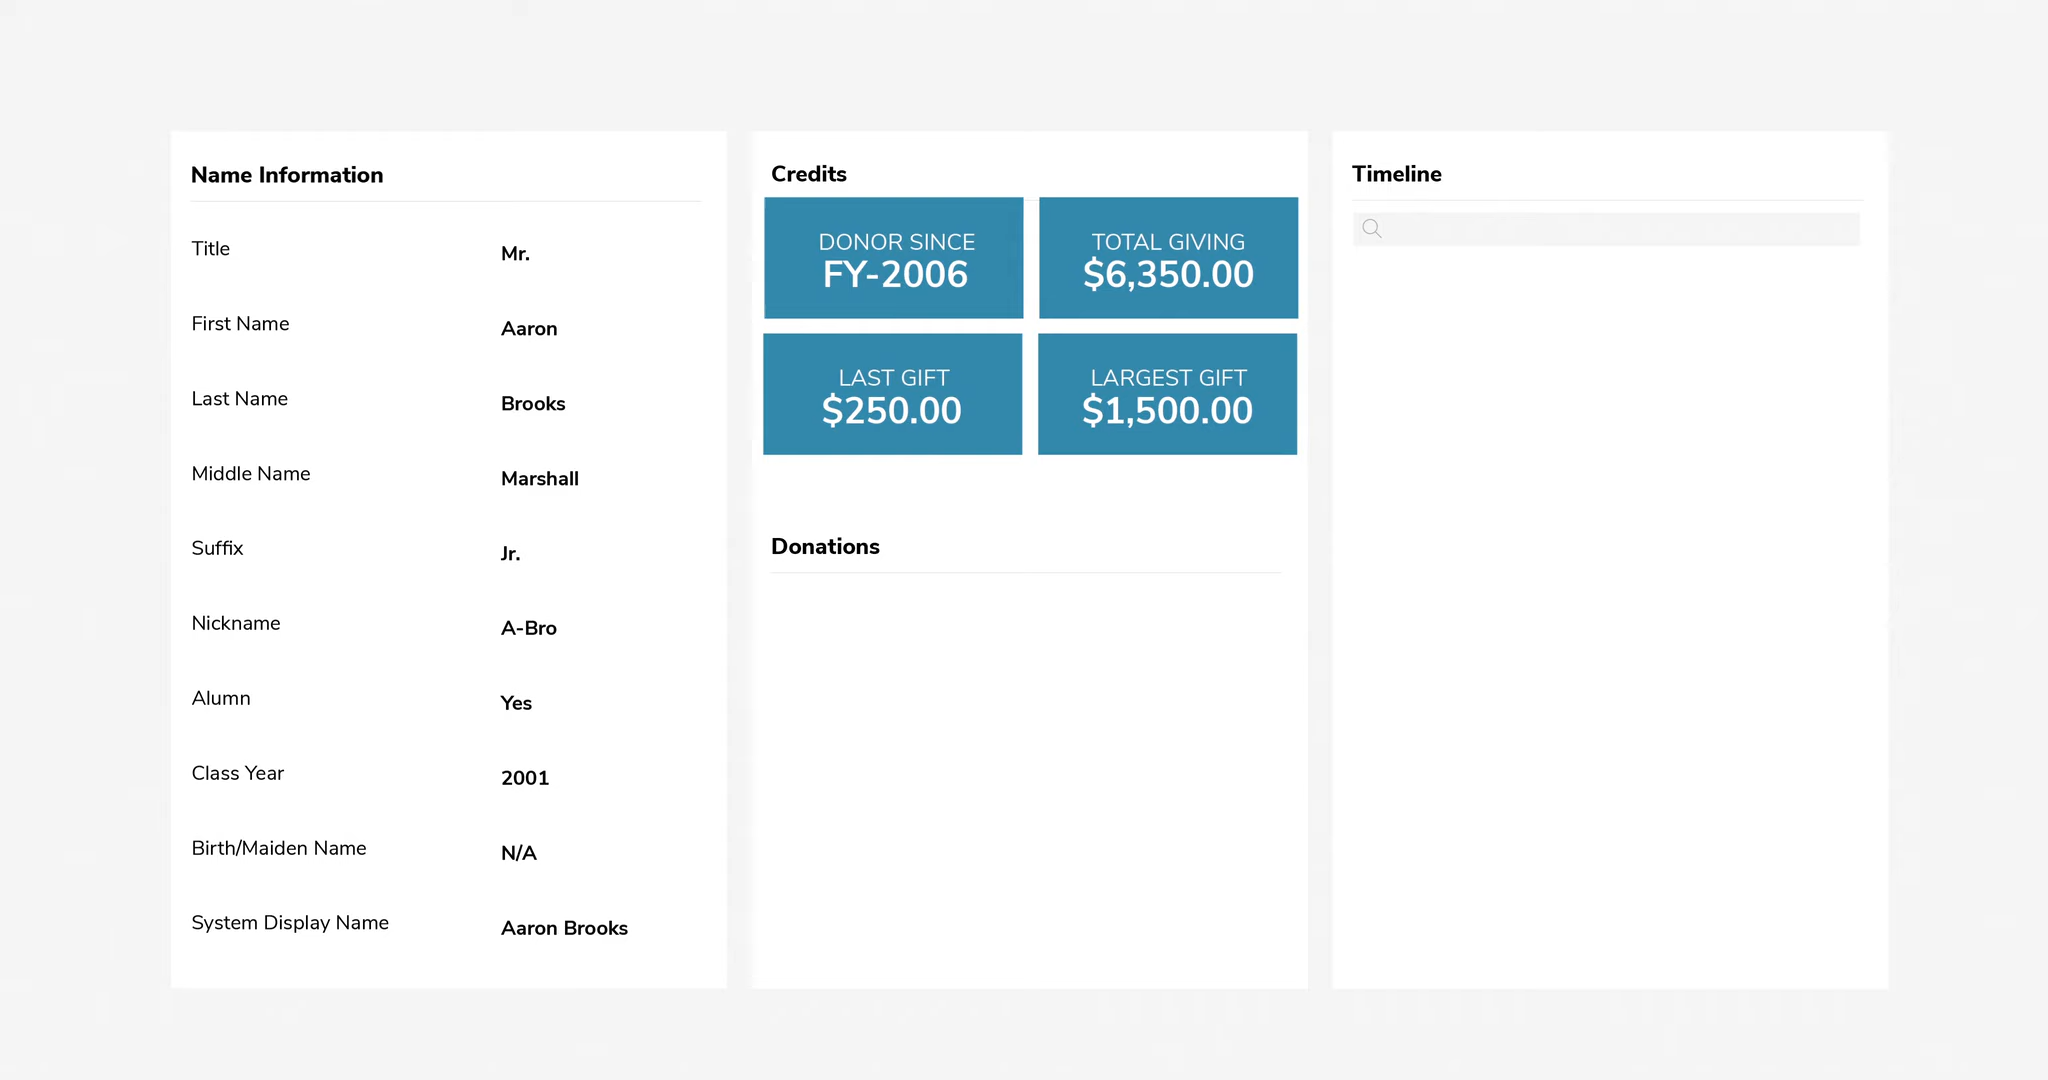 Name Information
Title
Mr.
First Name
Aaron
Last Name
Brooks
Middle Name
Marshall
Suffix
Jr.
Nickname
A-Bro
Alumn
Yes
Class Year
2001
Birth/Maiden Name
N/A
System Display Name
Aaron Brooks
Credits
DONOR SINCE
FY-2006
TOTAL GIVING
$6,350.00
LAST GIFT
$250.00
LARGEST GIFT
$1,500.00
Donations
Timeline